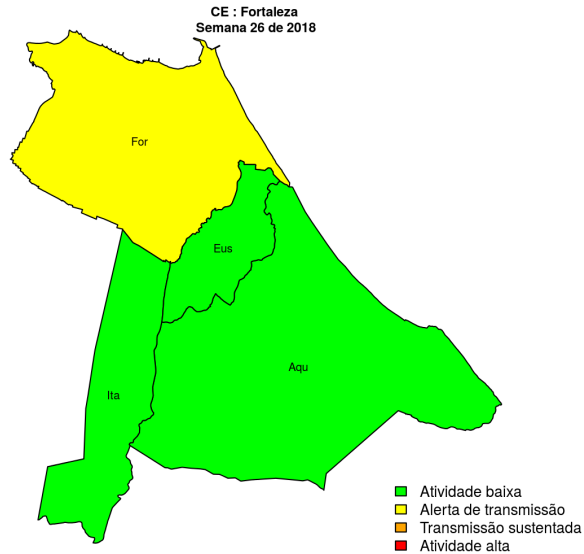 CE : Fortaleza
Semana 26 de 2018
For
Eus
Aqu
Ita
Atividade baixa
Alerta de transmissão
Transmissão sustentada
Atividade alta